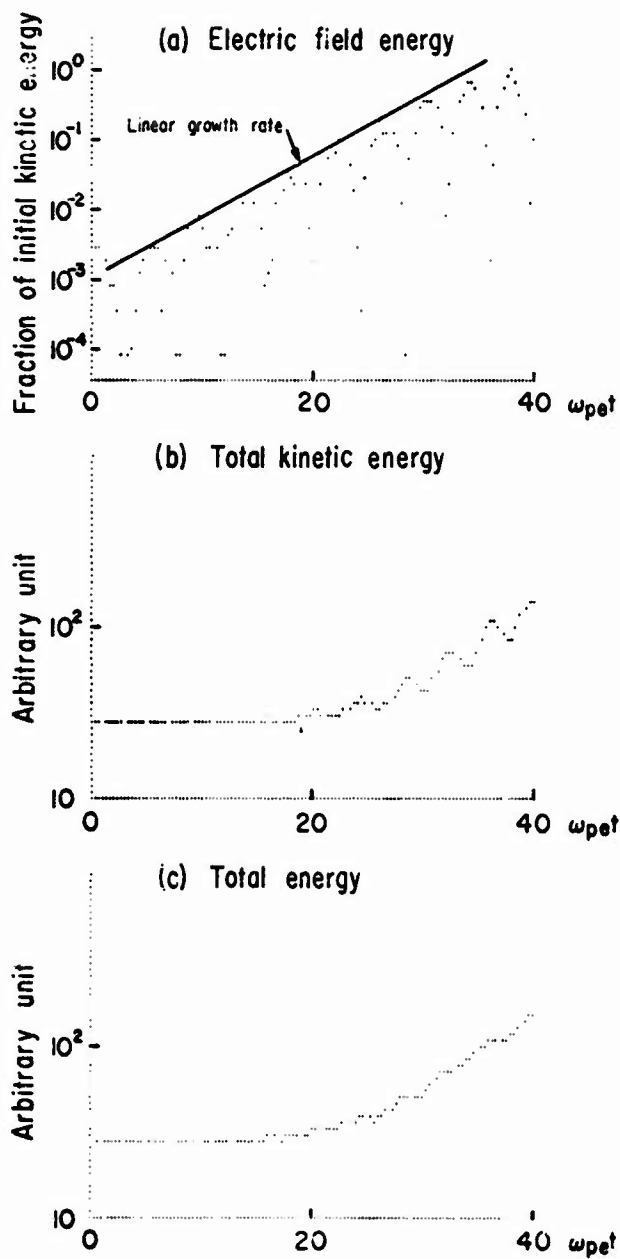 (a) Electric field energy
Fraction of initial kinetic energy
10⁰
10⁻¹
10⁻²
10⁻³
10⁻⁴
Linear growth rate
0
20
40
ωpet
(b) Total kinetic energy
Arbitrary unit
10²
10
0
20
40
ωpet
(c) Total energy
Arbitrary unit
10²
10
0
20
40
ωpet